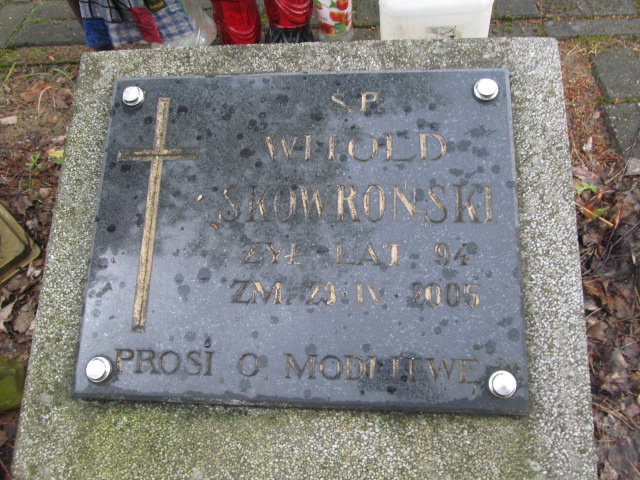 Ś.P.
WITOLD
SKOWROŃSKI
ŻYŁ LAT 94
ZM. 23·IV·2005
PROSI O MODLITWĘ